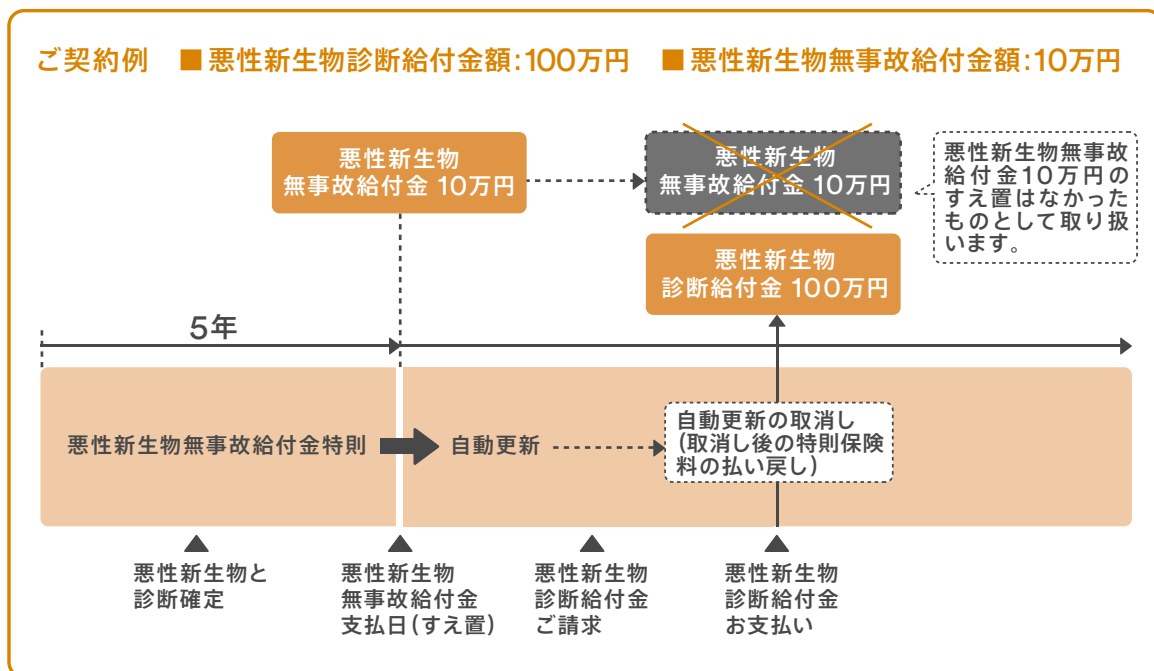 ご契約例 ■悪性新生物診断給付金額:100万円 ■悪性新生物無事故給付金額:10万円
悪性新生物
無事故給付金 10万円
悪性新生物
無事故給付金 10万円
悪性新生物無事故
給付金10万円の
すえ置はなかった
ものとして取り扱
います。
悪性新生物
診断給付金 100万円
5年
悪性新生物無事故給付金特則
自動更新
自動更新の取消し
(取消し後の特則保険
料の払い戻し)
悪性新生物と
診断確定
悪性新生物
無事故給付金
支払日(すえ置)
悪性新生物
診断給付金
ご請求
悪性新生物
診断給付金
お支払い